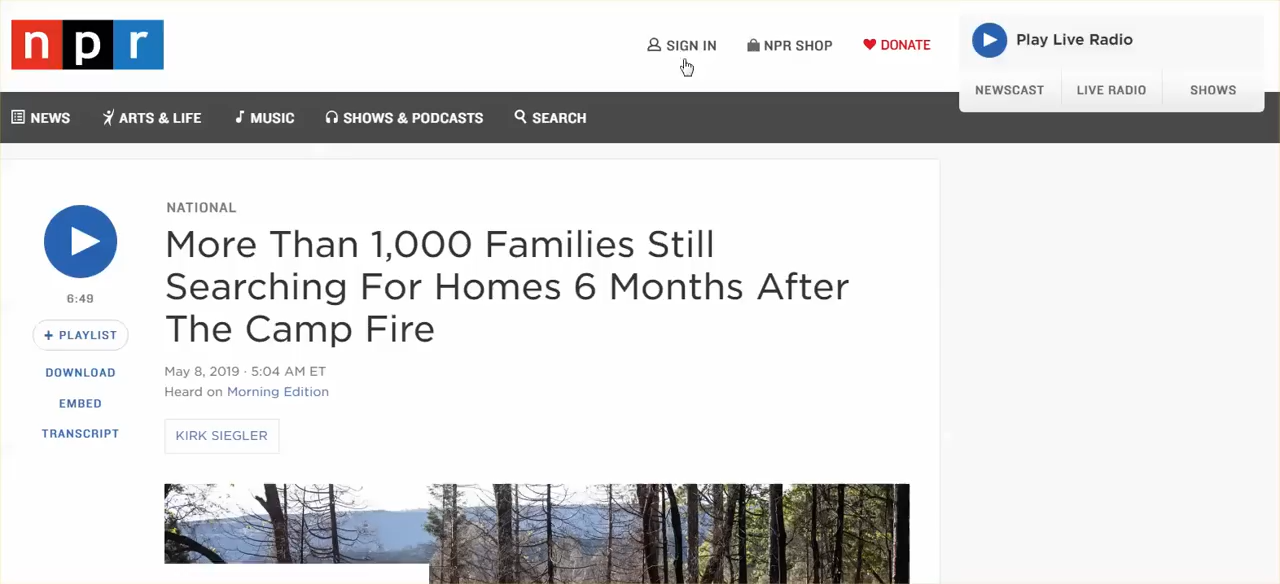 npr
SIGN IN
NPR SHOP
DONATE
Play Live Radio
NEWSCAST
LIVE RADIO
SHOWS
NEWS
ARTS & LIFE
MUSIC
SHOWS & PODCASTS
SEARCH
6:49
+ PLAYLIST
DOWNLOAD
EMBED
TRANSCRIPT
NATIONAL
More Than 1,000 Families Still
Searching For Homes 6 Months After
The Camp Fire
May 8, 2019 · 5:04 AM ET
Heard on Morning Edition
KIRK SIEGLER